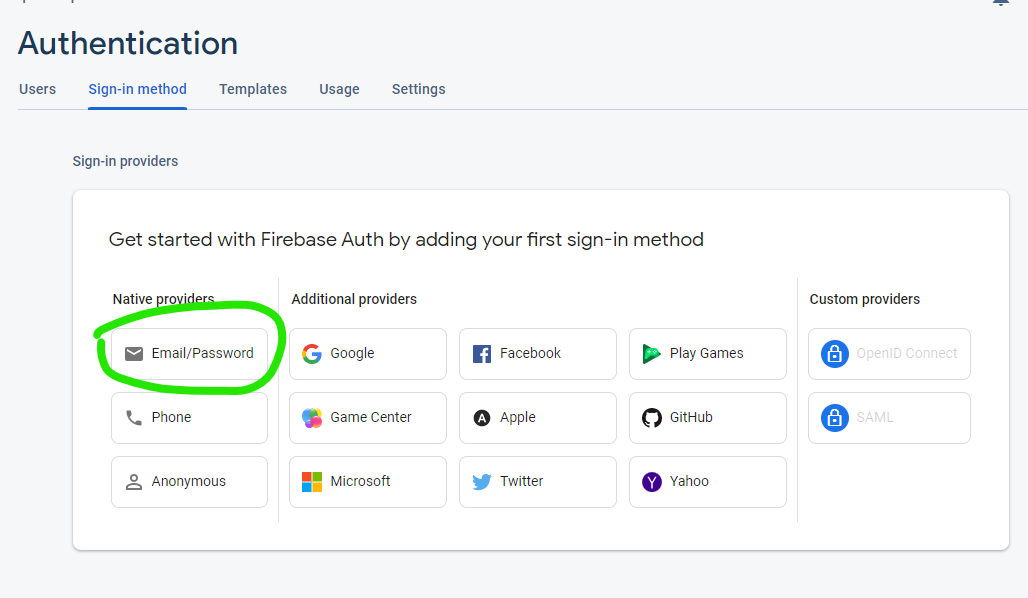 Authentication
Users Sign-in method Templates Usage Settings
Sign-in providers
Get started with Firebase Auth by adding your first sign-in method
Native providers Additional providers Custom providers
Email/Password Google Facebook Play Games OpenID Connect
Phone Game Center Apple GitHub SAML
Anonymous Microsoft Twitter Yahoo